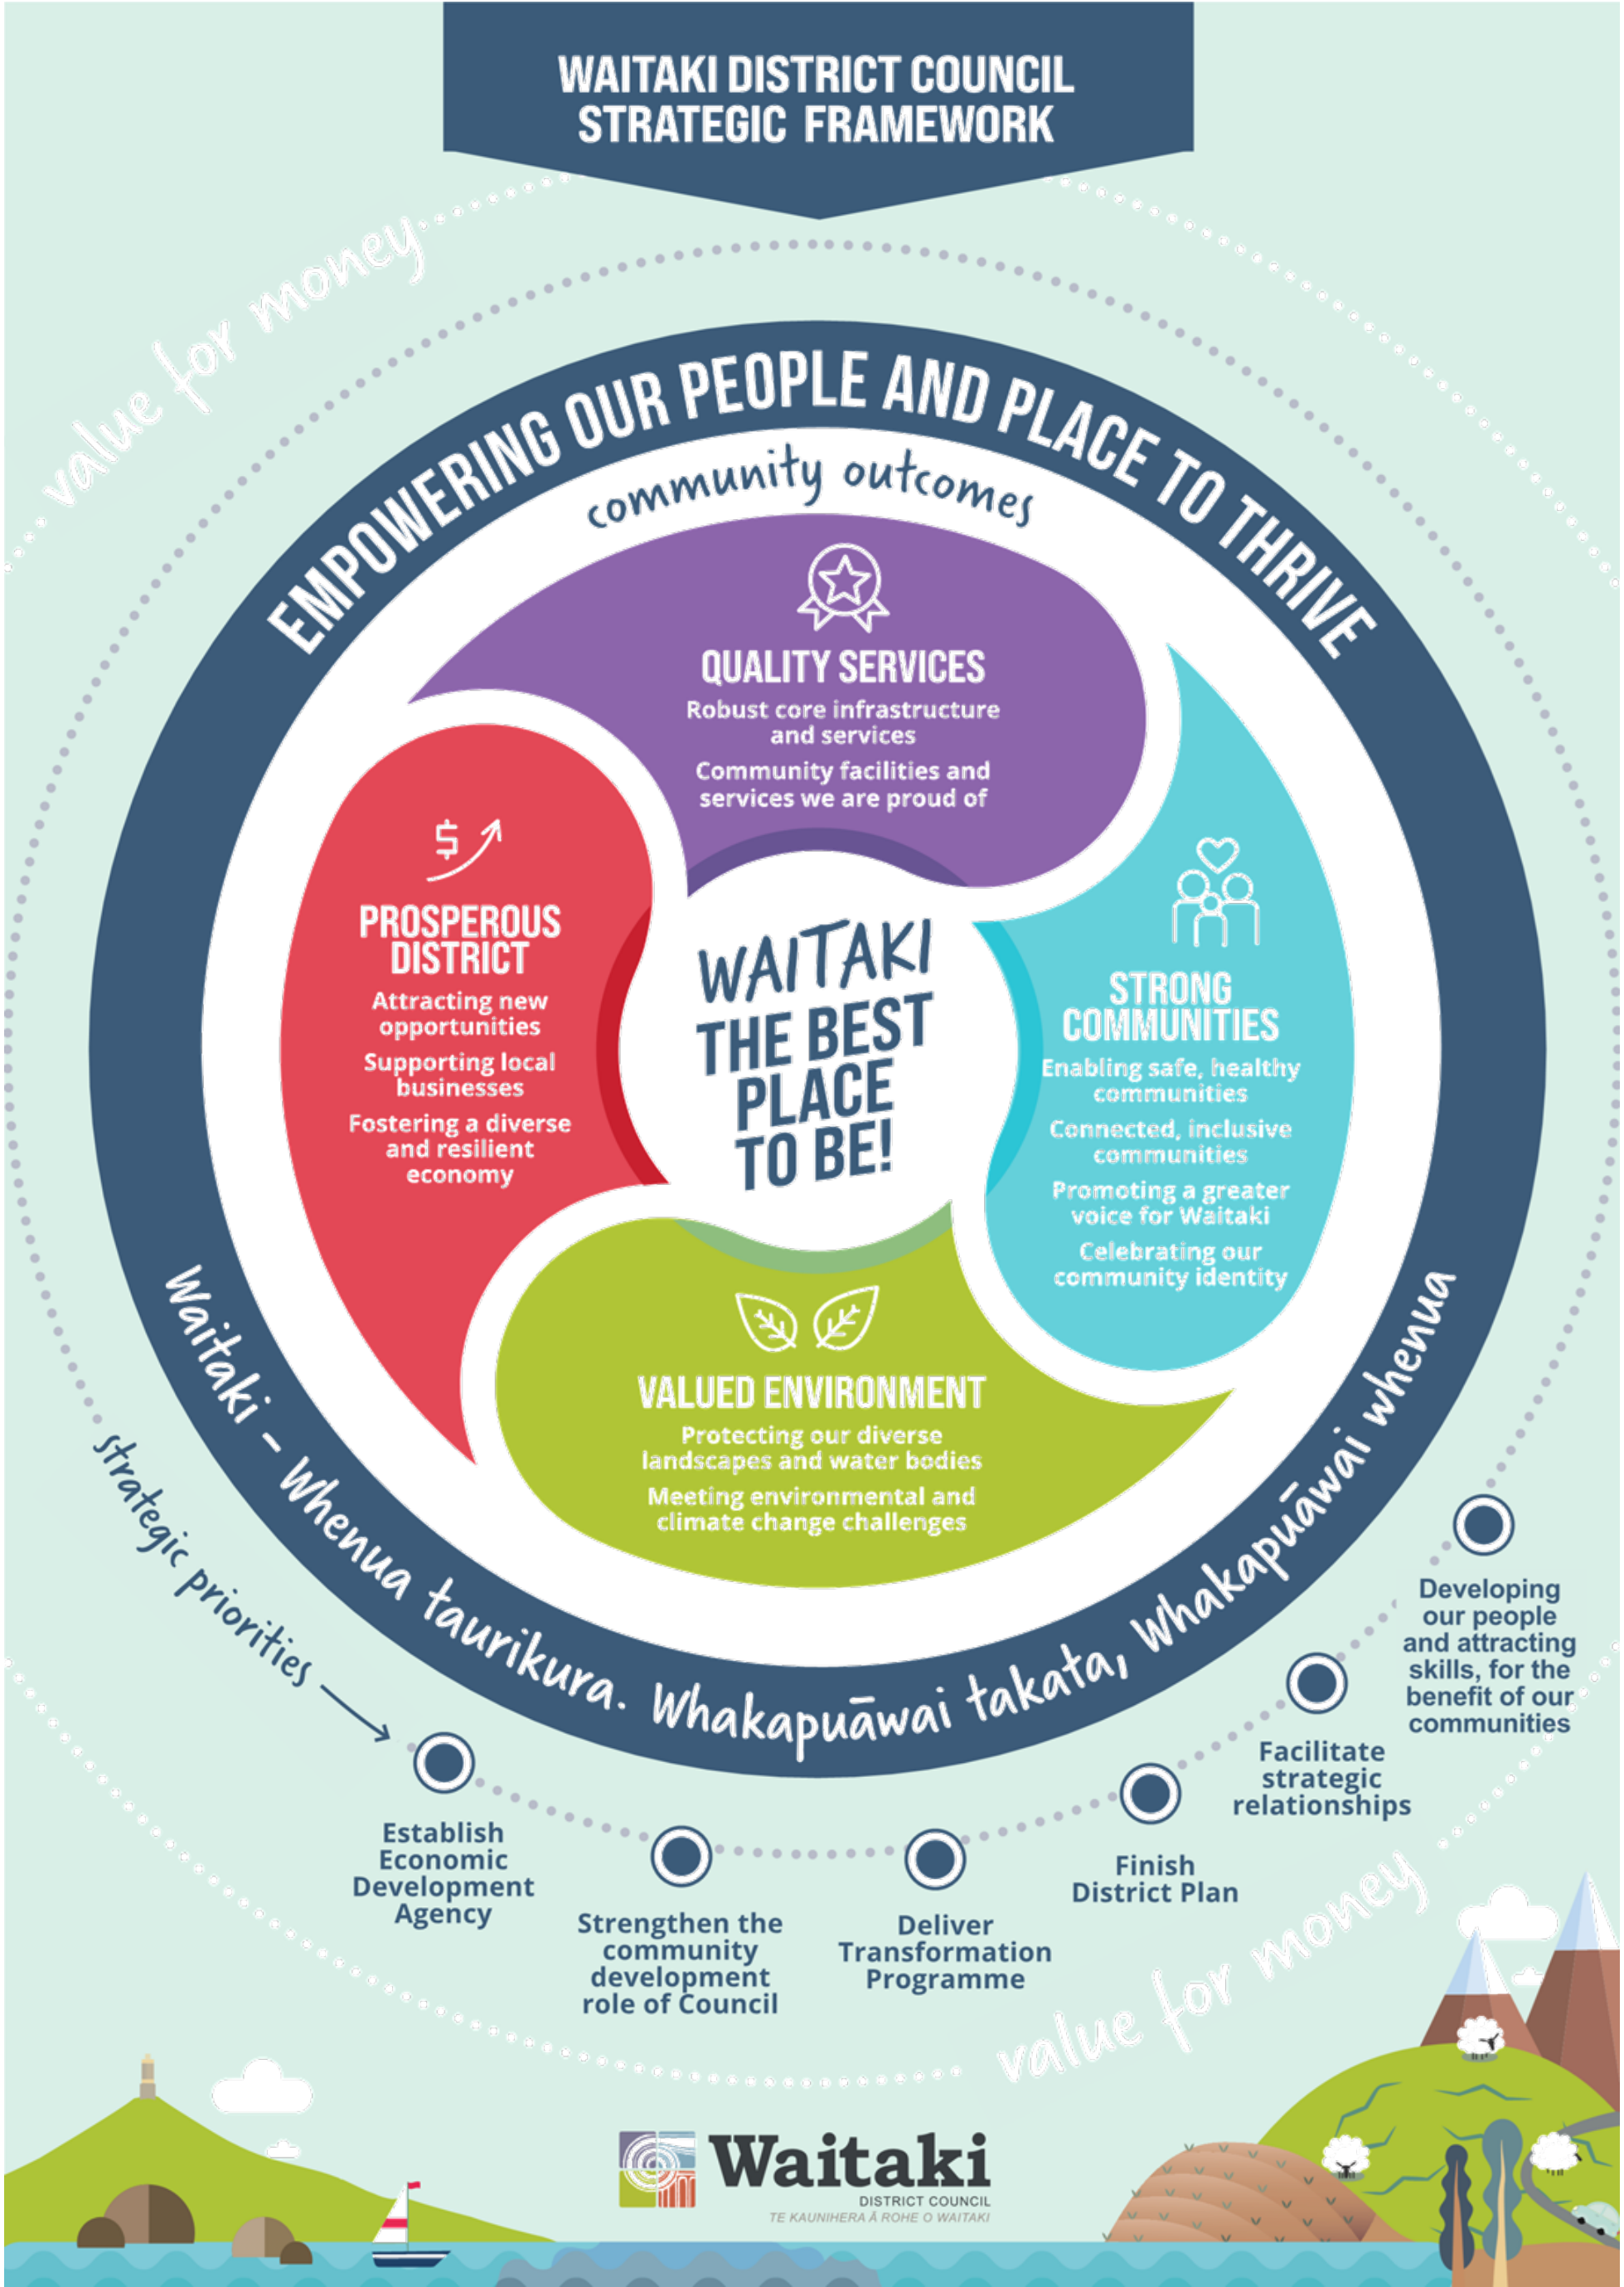 WAITAKI DISTRICT COUNCIL
STRATEGIC FRAMEWORK
value for money
EMPOWERING OUR PEOPLE AND PLACE TO THRIVE
community outcomes
QUALITY SERVICES
Robust core infrastructure
and services
Community facilities and
services we are proud of
PROSPEROUS
DISTRICT
Attracting new
opportunities
Supporting local
businesses
Fostering a diverse
and resilient
economy
WAITAKI
THE BEST
PLACE
TO BE!
STRONG
COMMUNITIES
Enabling safe, healthy
communities
Connected, inclusive
communities
Promoting a greater
voice for Waitaki
Celebrating our
community identity
VALUED ENVIRONMENT
Protecting our diverse
landscapes and water bodies
Meeting environmental and
climate change challenges
Waitaki - Whenua taurikura. Whakapuāwai takata, whakapuāwai whenua
strategic priorities
Establish
Economic
Development
Agency
Strengthen the
community
development
role of Council
Deliver
Transformation
Programme
Finish
District Plan
Facilitate
strategic
relationships
Developing
our people
and attracting
skills, for the
benefit of our
communities
value for money
Waitaki
DISTRICT COUNCIL
TE KAUNIHERA Ā ROHE O WAITAKI